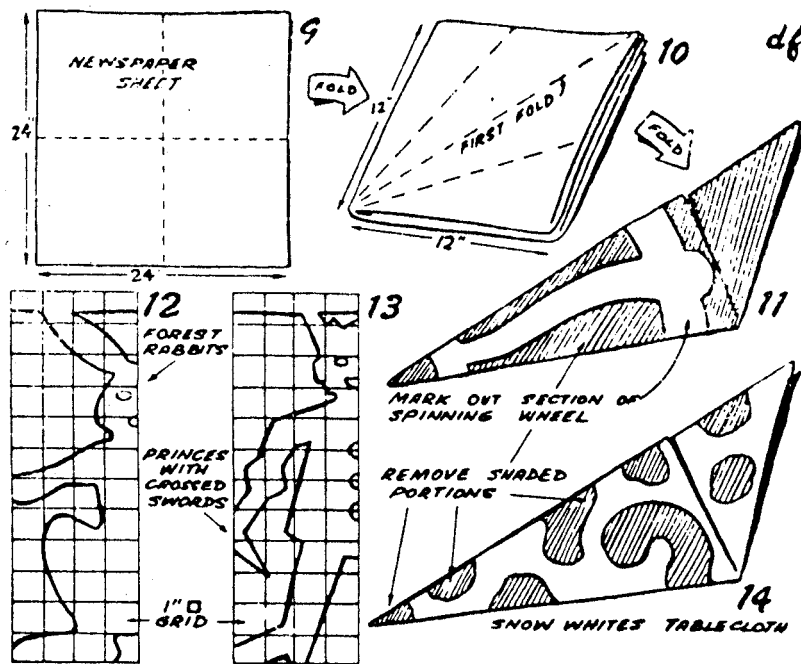 9
NEWSPAPER
SHEET
24
24
FOLD
10
12"
FIRST FOLD
12"
FOLD
11
12
FOREST
RABBITS
13
MARK OUT SECTION OF
SPINNING WHEEL
PRINCES
WITH
CROSSED
SWORDS
REMOVE SHADED
PORTIONS
1" □
GRID
14
SNOW WHITES TABLECLOTH